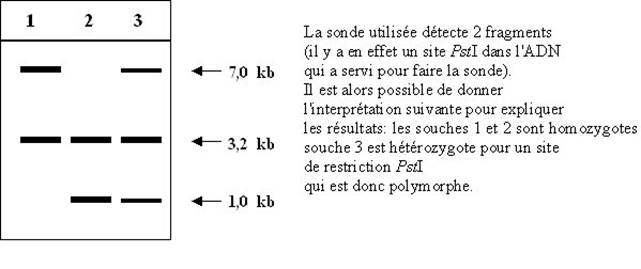 1 2 3
7,0 kb
3,2 kb
1,0 kb
La sonde utilisée détecte 2 fragments
(il y a en effet un site PstI dans l'ADN
qui a servi pour faire la sonde).
Il est alors possible de donner
l'interprétation suivante pour expliquer
les résultats: les souches 1 et 2 sont homozygotes
souche 3 est hétérozygote pour un site
de restriction PstI
qui est donc polymorphe.